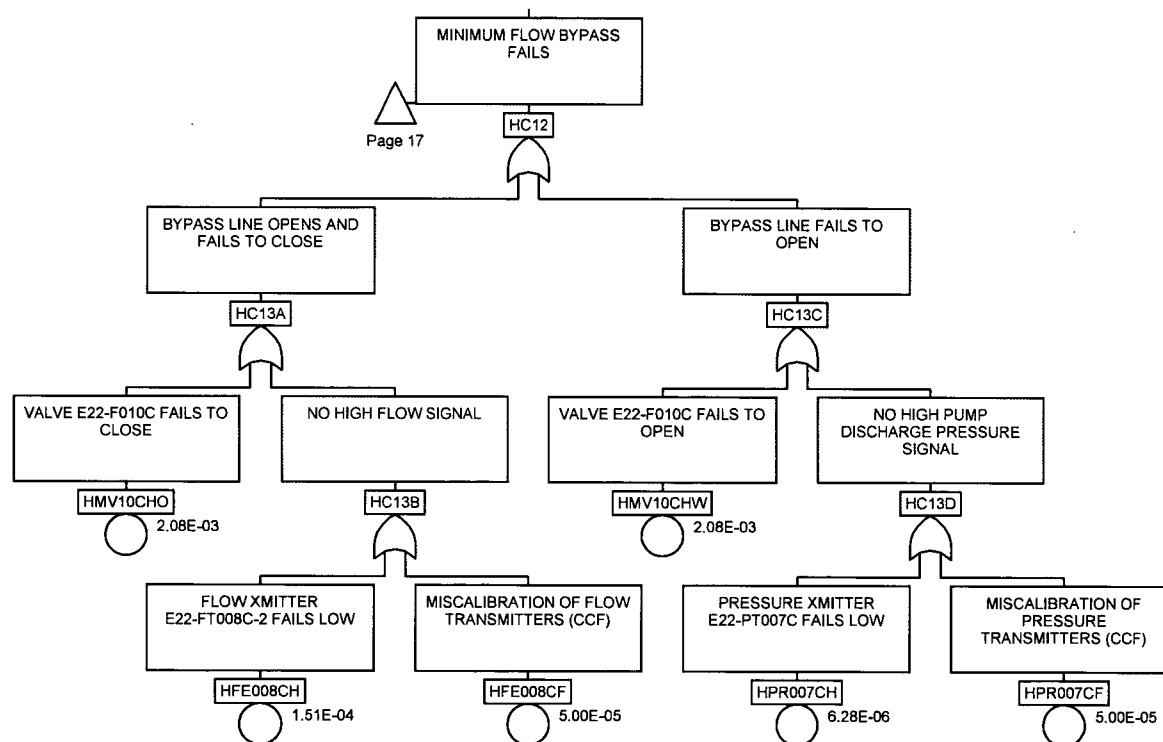 MINIMUM FLOW BYPASS
FAILS
Page 17
HC12
BYPASS LINE OPENS AND
FAILS TO CLOSE
BYPASS LINE FAILS TO
OPEN
HC13A
HC13C
VALVE E22-F010C FAILS TO
CLOSE
NO HIGH FLOW SIGNAL
VALVE E22-F010C FAILS TO
OPEN
NO HIGH PUMP
DISCHARGE PRESSURE
SIGNAL
HMV10CHO
2.08E-03
HC13B
HMV10CHW
2.08E-03
HC13D
FLOW XMITTER
E22-FT008C-2 FAILS LOW
MISCALIBRATION OF FLOW
TRANSMITTERS (CCF)
PRESSURE XMITTER
E22-PT007C FAILS LOW
MISCALIBRATION OF
PRESSURE
TRANSMITTERS (CCF)
HFE008CH
1.51E-04
HFE008CF
5.00E-05
HPR007CH
6.28E-06
HPR007CF
5.00E-05